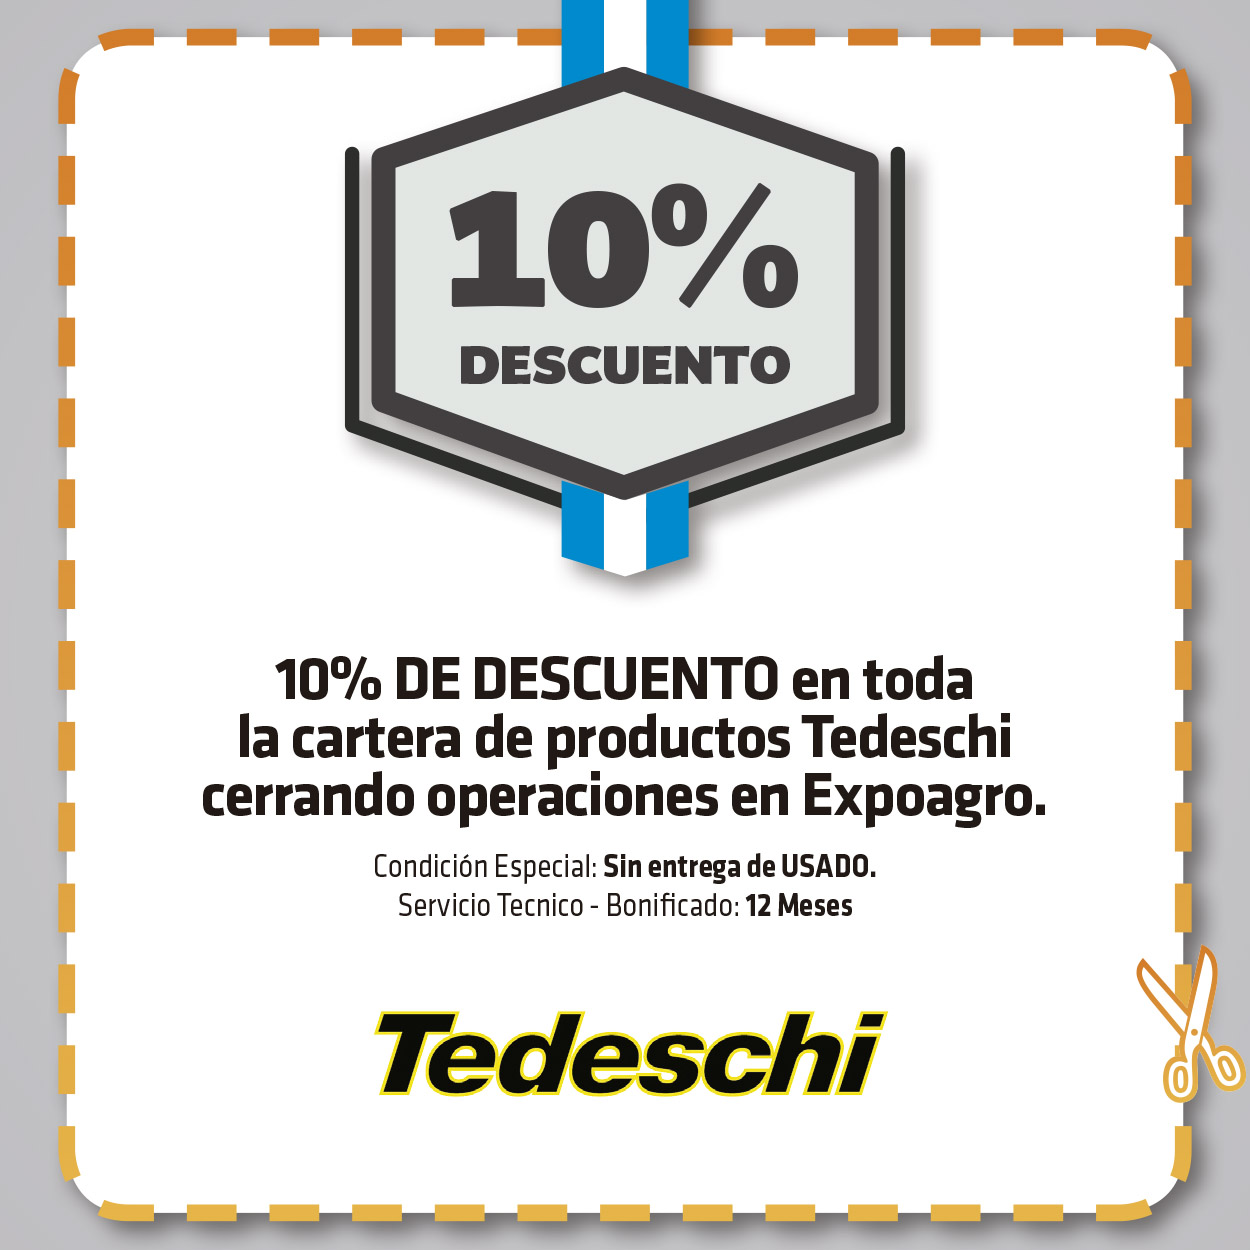 10%
DESCUENTO
10% DE DESCUENTO en toda
la cartera de productos Tedeschi
cerrando operaciones en Expoagro.
Condición Especial: Sin entrega de USADO.
Servicio Tecnico - Bonificado: 12 Meses
Tedeschi